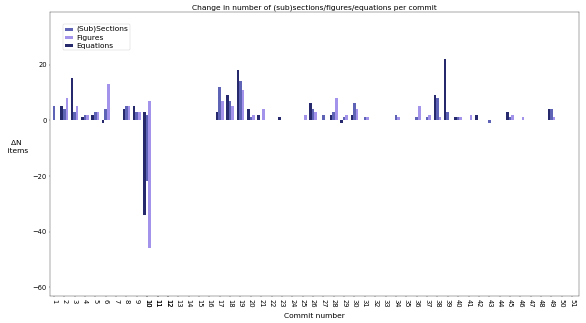 Change in number of (sub)sections/figures/equations per commit
(Sub)Sections
Figures
Equations
20
0
−20
−40
−60
ΔN
items
1 2 3 4 5 6 7 8 9 10 11 12 13 14 15 16 17 18 19 20 21 22 23 24 25 26 27 28 29 30 31 32 33 34 35 36 37 38 39 40 41 42 43 44 45 46 47 48 49 50 51
Commit number